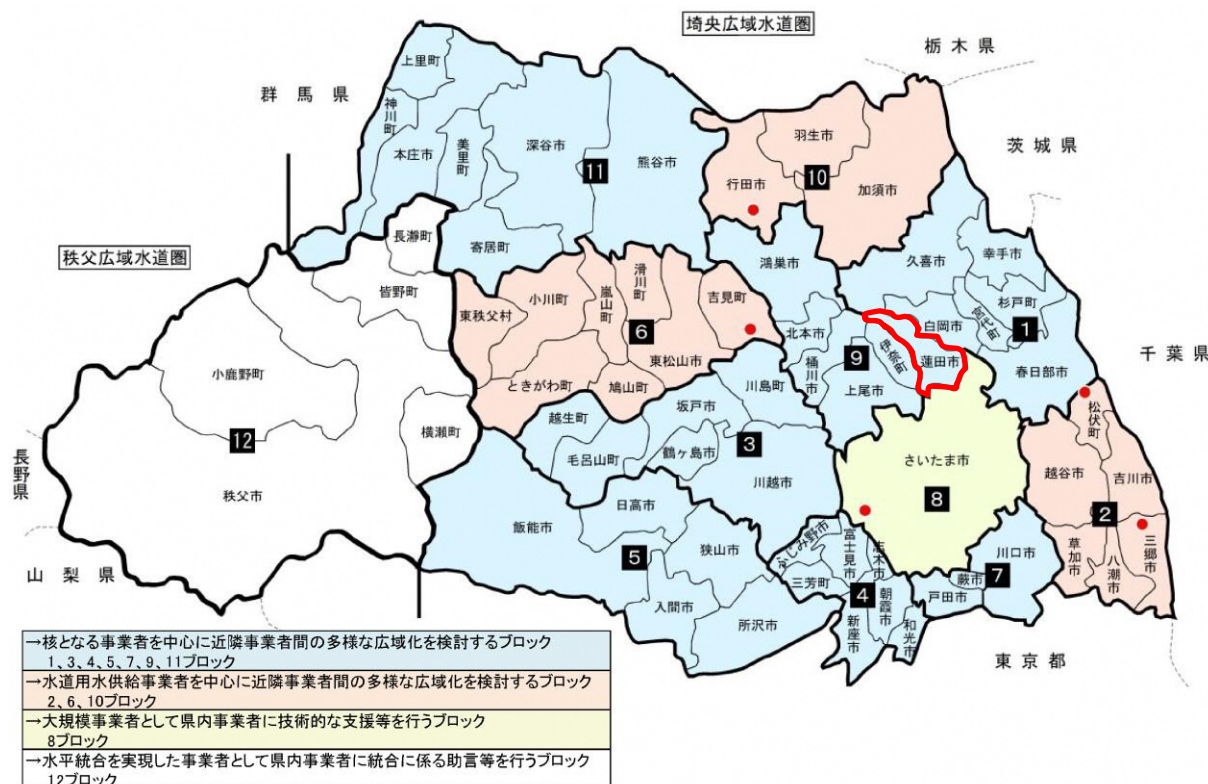 埼央広域水道圏
栃木県
群馬県
茨城県
上里町
神川町
本庄市
美里町
深谷市
熊谷市
11
寄居町
羽生市
行田市
10
加須市
秩父広域水道圏
長瀞町
皆野町
小鹿野町
横瀬町
12
秩父市
長野県
山梨県
東秩父村
小川町
嵐山町
滑川町
吉見町
6
東松山市
ときがわ町
鳩山町
鴻巣市
北本市
桶川市
9
伊奈町
上尾市
久喜市
幸手市
杉戸町
宮代町
1
白岡市
蓮田市
春日部市
千葉県
川島町
坂戸市
越生町
毛呂山町
鶴ヶ島市
3
川越市
さいたま市
8
松伏町
越谷市
吉川市
2
三郷市
草加市
八潮市
日高市
飯能市
5
狭山市
入間市
所沢市
ふじみ野市
富士見市
志木市
三芳町
4
朝霞市
新座市
和光市
川口市
蕨市
7
戸田市
東京都
→核となる事業者を中心に近隣事業者間の多様な広域化を検討するブロック
1、3、4、5、7、9、11ブロック
→水道用水供給事業者を中心に近隣事業者間の多様な広域化を検討するブロック
2、6、10ブロック
→大規模事業者として県内事業者に技術的な支援等を行うブロック
8ブロック
→水平統合を実現した事業者として県内事業者に統合に係る助言等を行うブロック
12ブロック